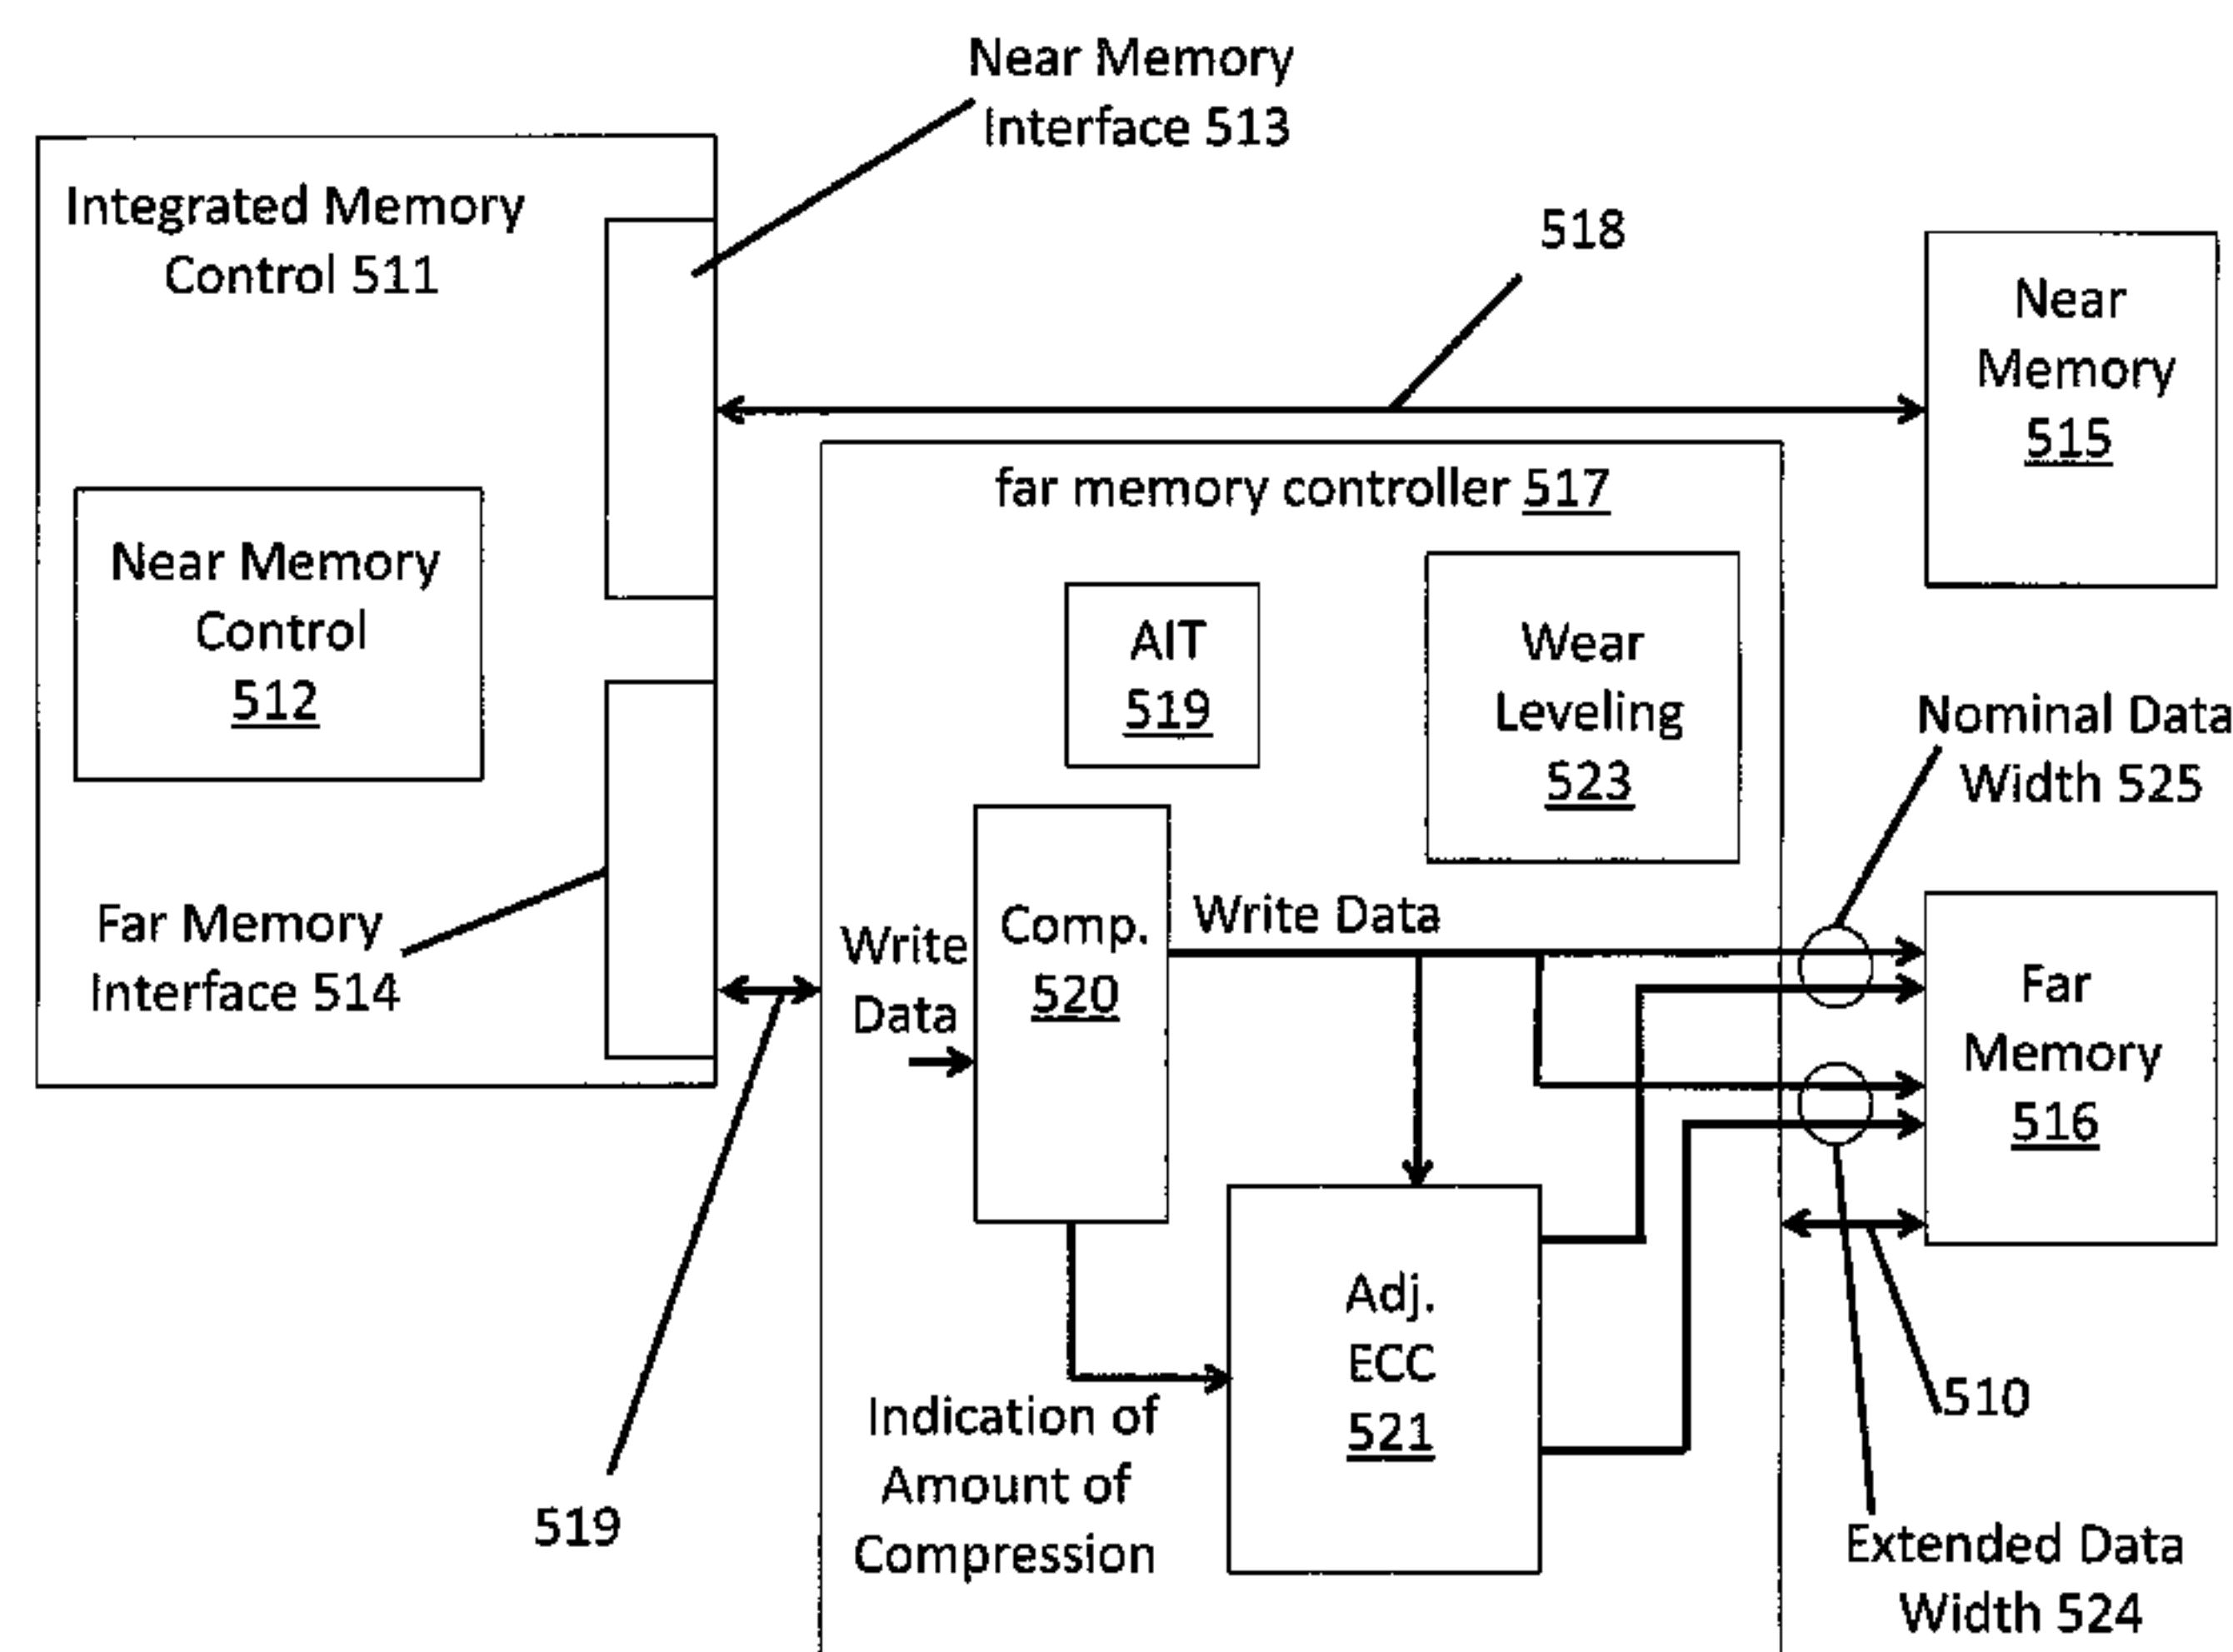 Near Memory
Interface 513
Integrated Memory
Control 511
518
Near
Memory
515
far memory controller 517
Near Memory
Control
512
AIT
519
Wear
Leveling
523
Nominal Data
Width 525
Far Memory
Interface 514
Write
Data
Comp.
520
Write Data
Far
Memory
516
Adj.
ECC
521
Indication of
Amount of
Compression
510
519
Extended Data
Width 524